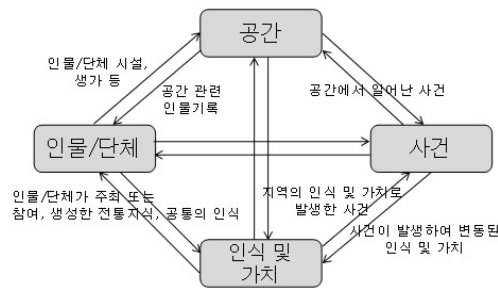 공간
인물/단체 시설,
생가 등
공간 관련
인물기록
공간에서 일어난 사건
인물/단체
사건
인물/단체가 주최 또는
참여, 생성한 전통지식, 공통의 인식
지역의 인식 및 가치로
발생한 사건
사건이 발생하여 변동된
인식 및 가치
인식 및
가치